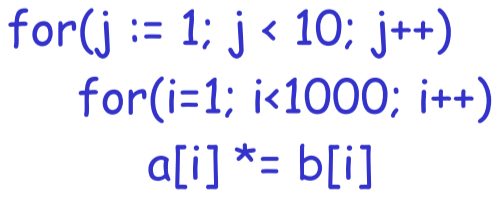 for(j := 1; j < 10; j++)
for(i=1; i<1000; i++)
a[i] *= b[i]